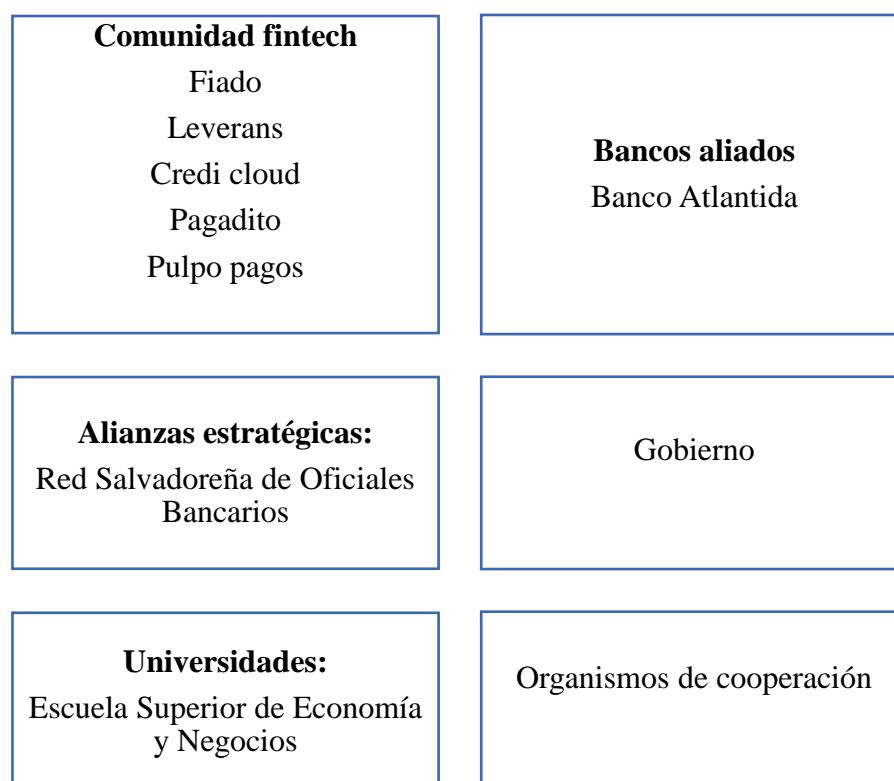 Comunidad fintech
Fiado
Leverans
Credi cloud
Pagadito
Pulpo pagos
Bancos aliados
Banco Atlantida
Alianzas estratégicas:
Red Salvadoreña de Oficiales
Bancarios
Gobierno
Universidades:
Escuela Superior de Economía
y Negocios
Organismos de cooperación